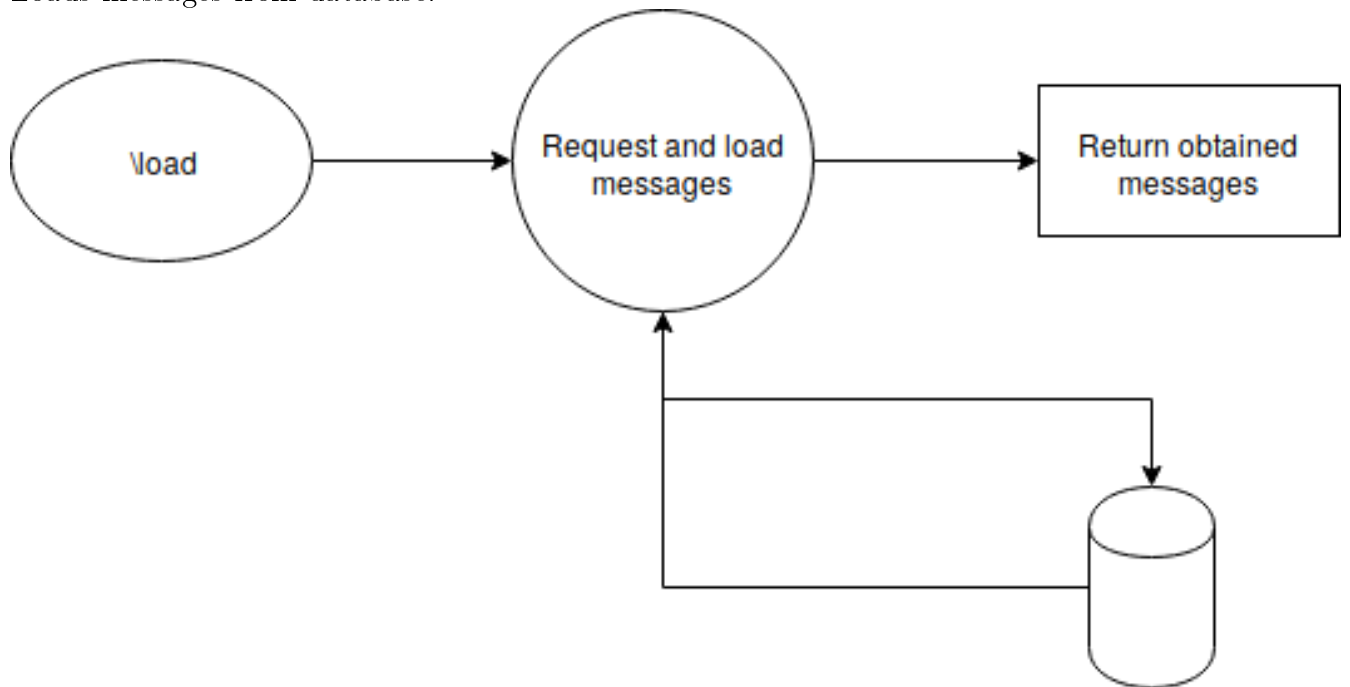 Loads messages from database.
\load
Request and load
messages
Return obtained
messages